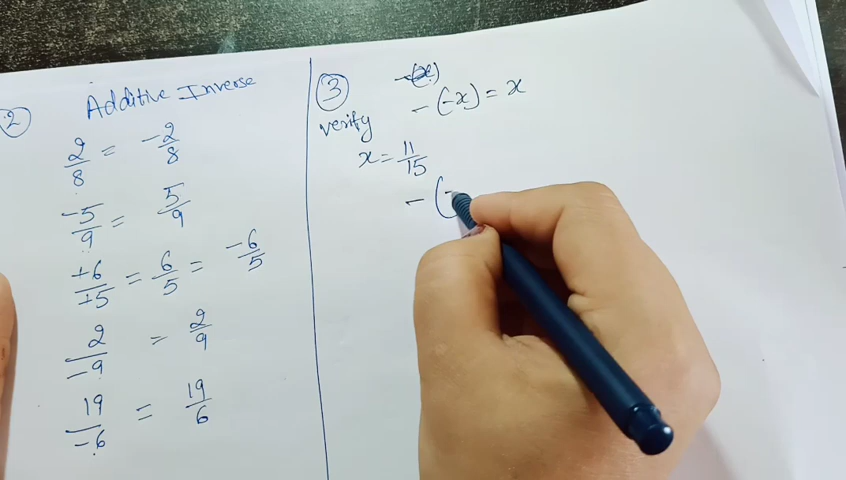 ② Additive Inverse
2/8 = -2/8
-5/9 = 5/9
-6/-5 = 6/5 = -6/5
2/-9 = 2/9
19/-6 = 19/6
③ -(-x) = x
verify
x = 11/15
- (-